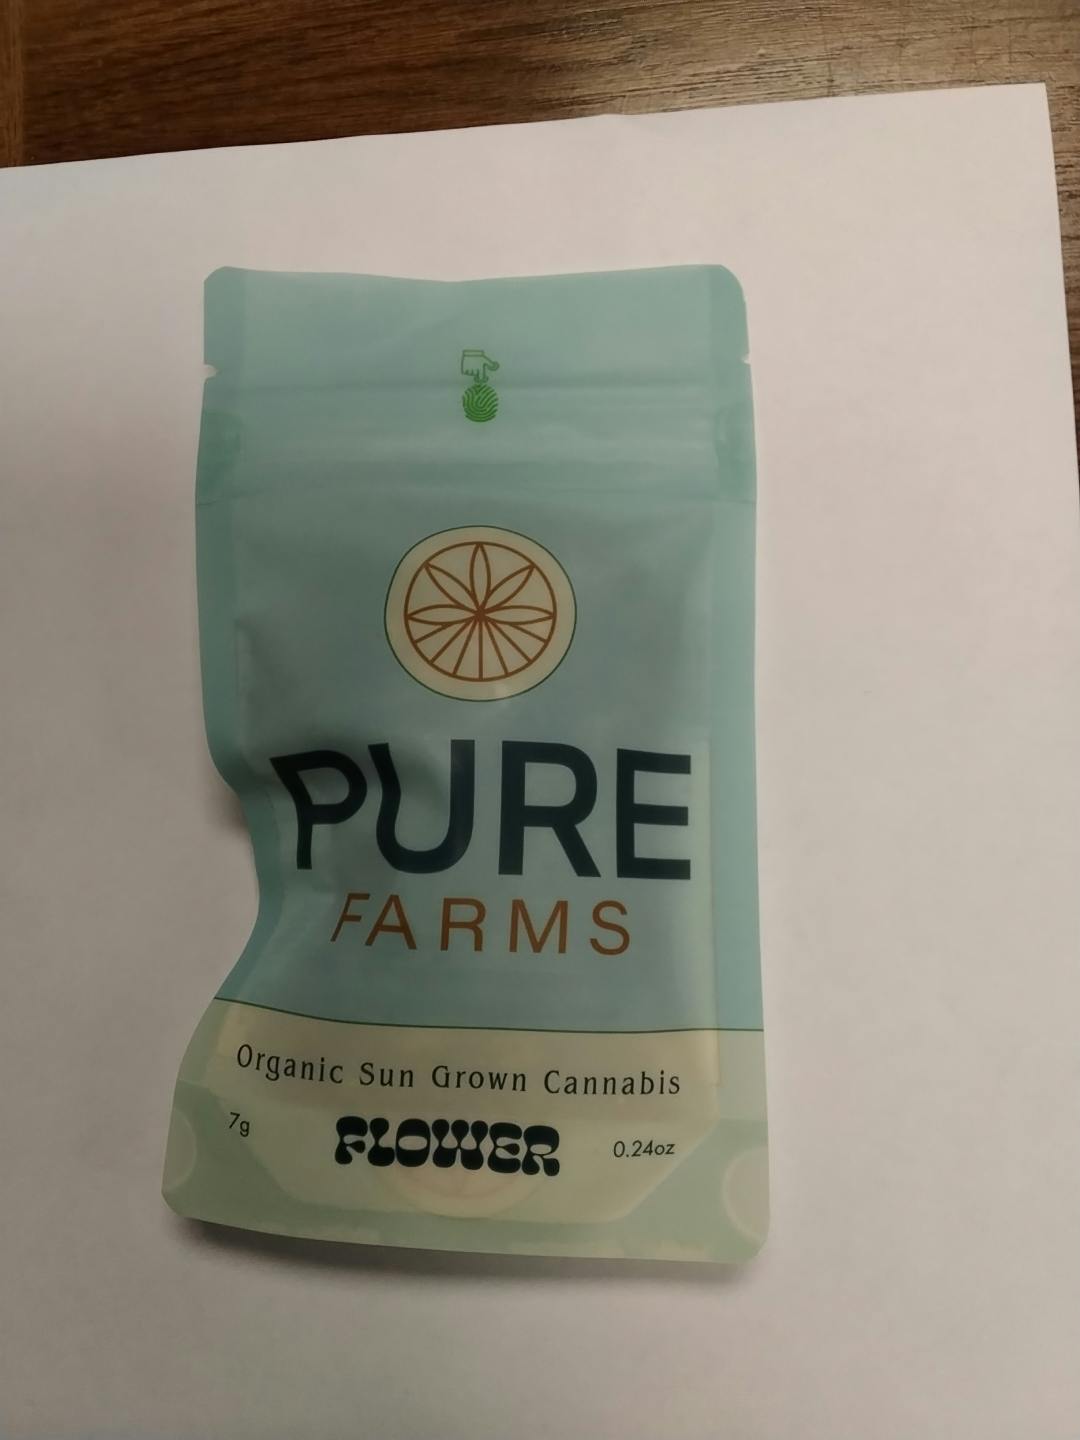 PURE
FARMS
Organic Sun Grown Cannabis
7g FLOWER 0.24oz